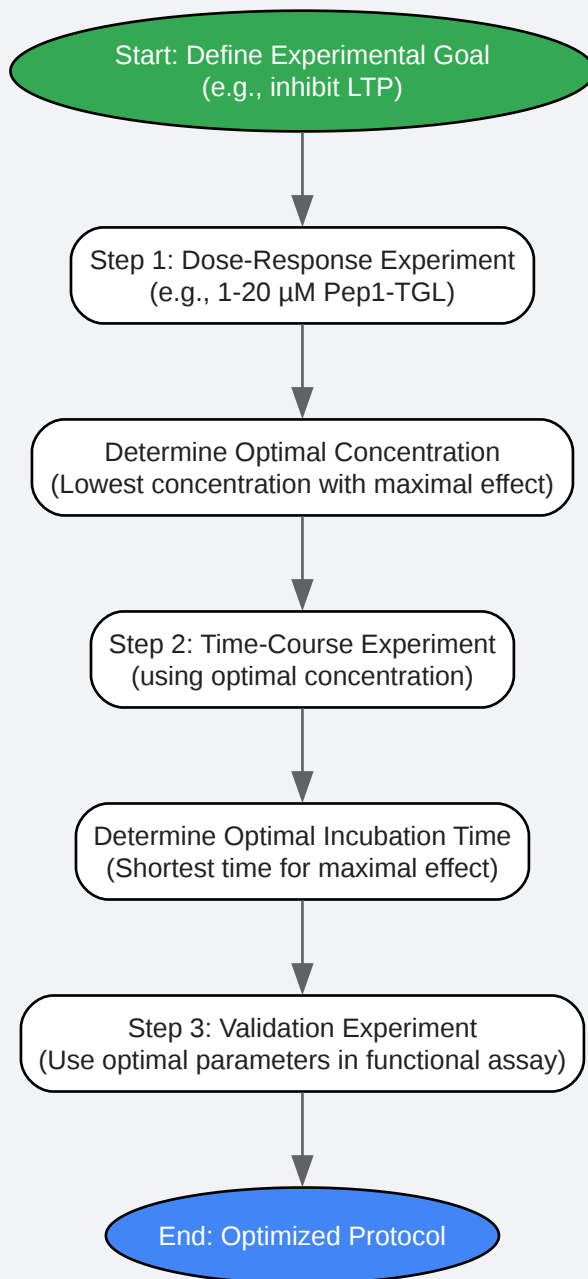 Start: Define Experimental Goal
(e.g., inhibit LTP)
Step 1: Dose-Response Experiment
(e.g., 1-20 µM Pep1-TGL)
Determine Optimal Concentration
(Lowest concentration with maximal effect)
Step 2: Time-Course Experiment
(using optimal concentration)
Determine Optimal Incubation Time
(Shortest time for maximal effect)
Step 3: Validation Experiment
(Use optimal parameters in functional assay)
End: Optimized Protocol